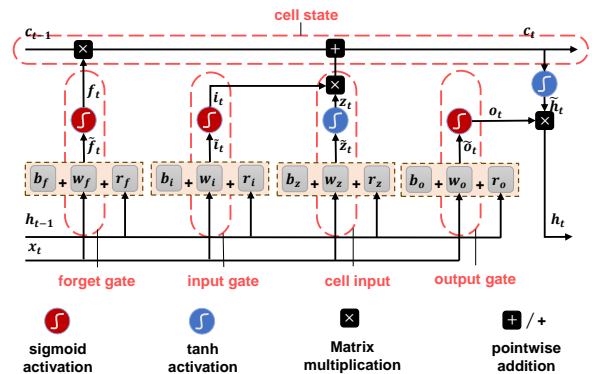 cell state
c_{t-1} c_t
× +
f_t i_t × z_t o_t h̃_t ×
f̃_t ĩ_t z̃_t õ_t
b_f + w_f + r_f b_i + w_i + r_i b_z + w_z + r_z b_o + w_o + r_o
h_{t-1} h_t
x_t
forget gate input gate cell input output gate
× + / +
sigmoid activation
tanh activation
Matrix multiplication
pointwise addition